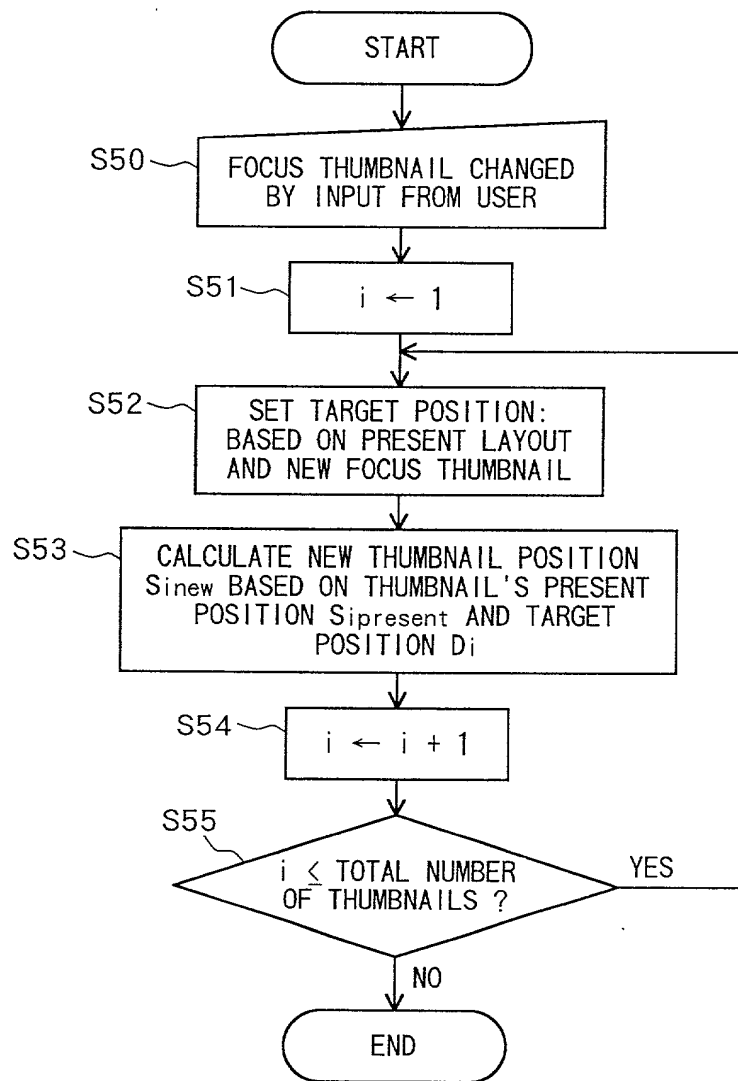 START
S50
FOCUS THUMBNAIL CHANGED
BY INPUT FROM USER
S51
i ← 1
S52
SET TARGET POSITION:
BASED ON PRESENT LAYOUT
AND NEW FOCUS THUMBNAIL
S53
CALCULATE NEW THUMBNAIL POSITION
Sinew BASED ON THUMBNAIL'S PRESENT
POSITION Sipresent AND TARGET
POSITION Di
S54
i ← i + 1
S55
i ≤ TOTAL NUMBER
OF THUMBNAILS ?
YES
NO
END